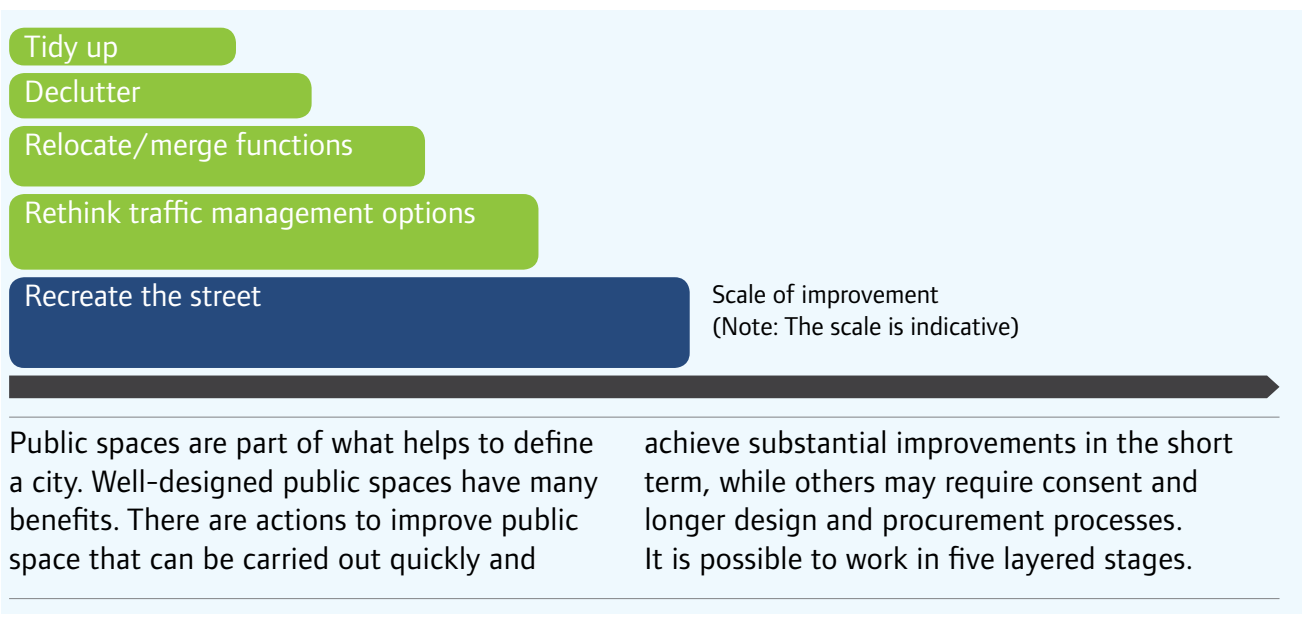 Tidy up
Declutter
Relocate/merge functions
Rethink traffic management options
Recreate the street
Scale of improvement
(Note: The scale is indicative)
Public spaces are part of what helps to define
a city. Well-designed public spaces have many
benefits. There are actions to improve public
space that can be carried out quickly and
achieve substantial improvements in the short
term, while others may require consent and
longer design and procurement processes.
It is possible to work in five layered stages.